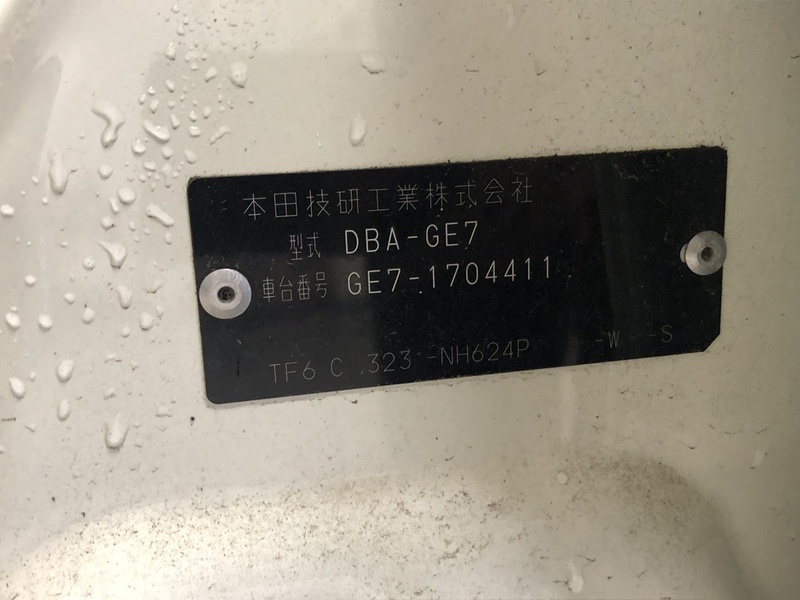 本田技研工業株式会社
型式 DBA-GE7
車台番号 GE7-1704411
TF6 C 323 -NH624P -W -S